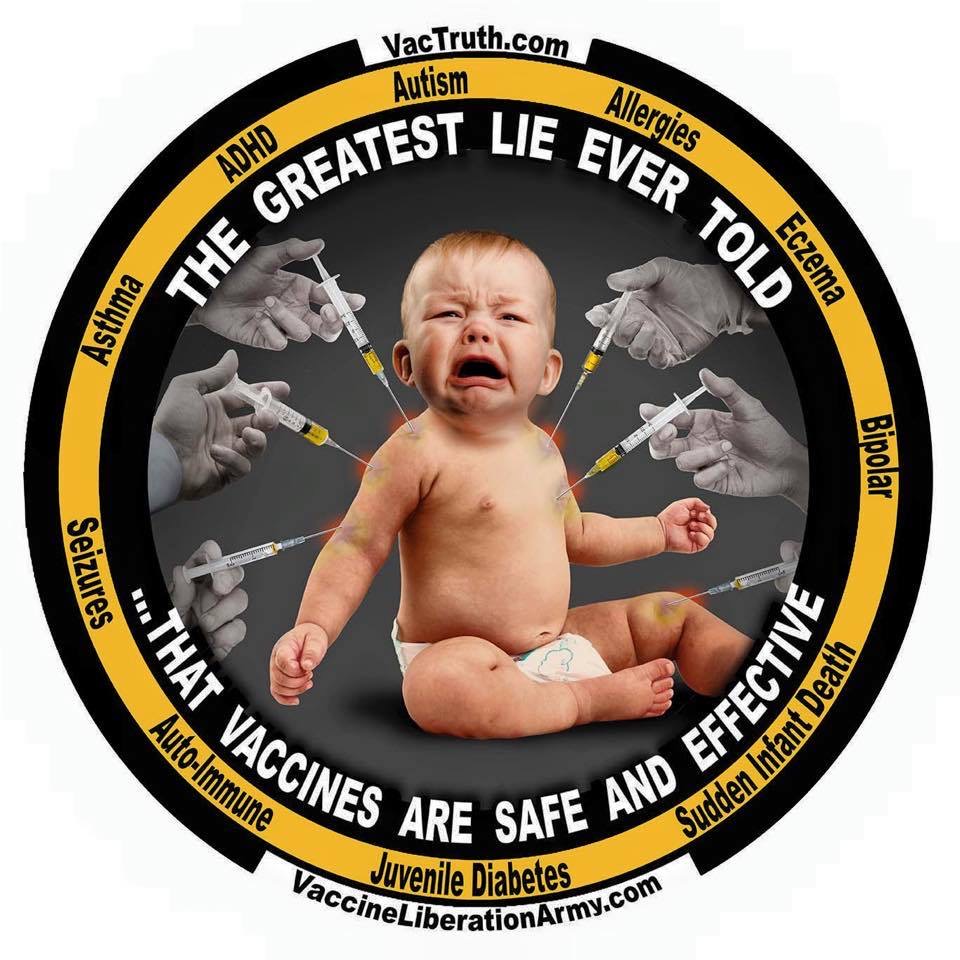 VacTruth.com
Autism
Allergies
ADHD
THE GREATEST LIE EVER TOLD
Eczema
Asthma
Bipolar
Seizures
...THAT VACCINES ARE SAFE AND EFFECTIVE
Sudden Infant Death
Auto-Immune
Juvenile Diabetes
VaccineLiberationArmy.com